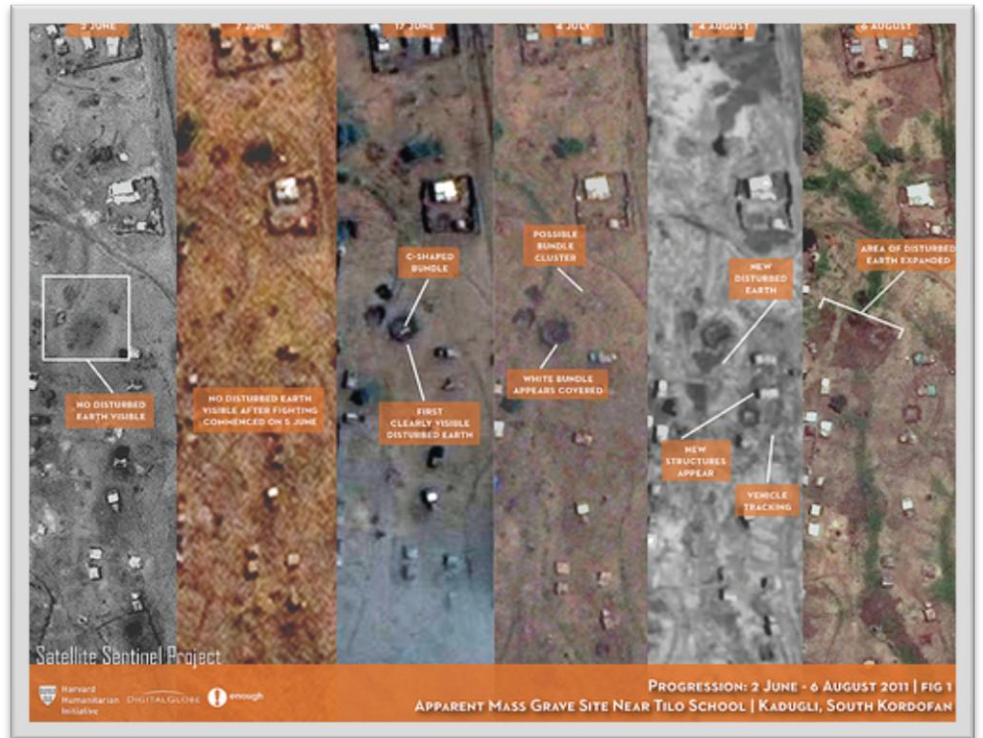 7 JUNE
17 JUNE
4 JULY
4 AUGUST
6 AUGUST
C-SHAPED
BUNDLE
POSSIBLE
BUNDLE
CLUSTER
AREA OF DISTURBED
EARTH EXPANDED
NEW
DISTURBED
EARTH
WHITE BUNDLE
APPEARS COVERED
NO DISTURBED
EARTH VISIBLE
NO DISTURBED EARTH
VISIBLE AFTER FIGHTING
COMMENCED ON 5 JUNE
FIRST
CLEARLY VISIBLE
DISTURBED EARTH
NEW
STRUCTURES
APPEAR
VEHICLE
TRACKING
Satellite Sentinel Project
Harvard
Humanitarian
Initiative
DIGITALGLOBE
enough
PROGRESSION: 2 JUNE - 6 AUGUST 2011 | FIG 1
APPARENT MASS GRAVE SITE NEAR TILO SCHOOL | KADUGLI, SOUTH KORDOFAN